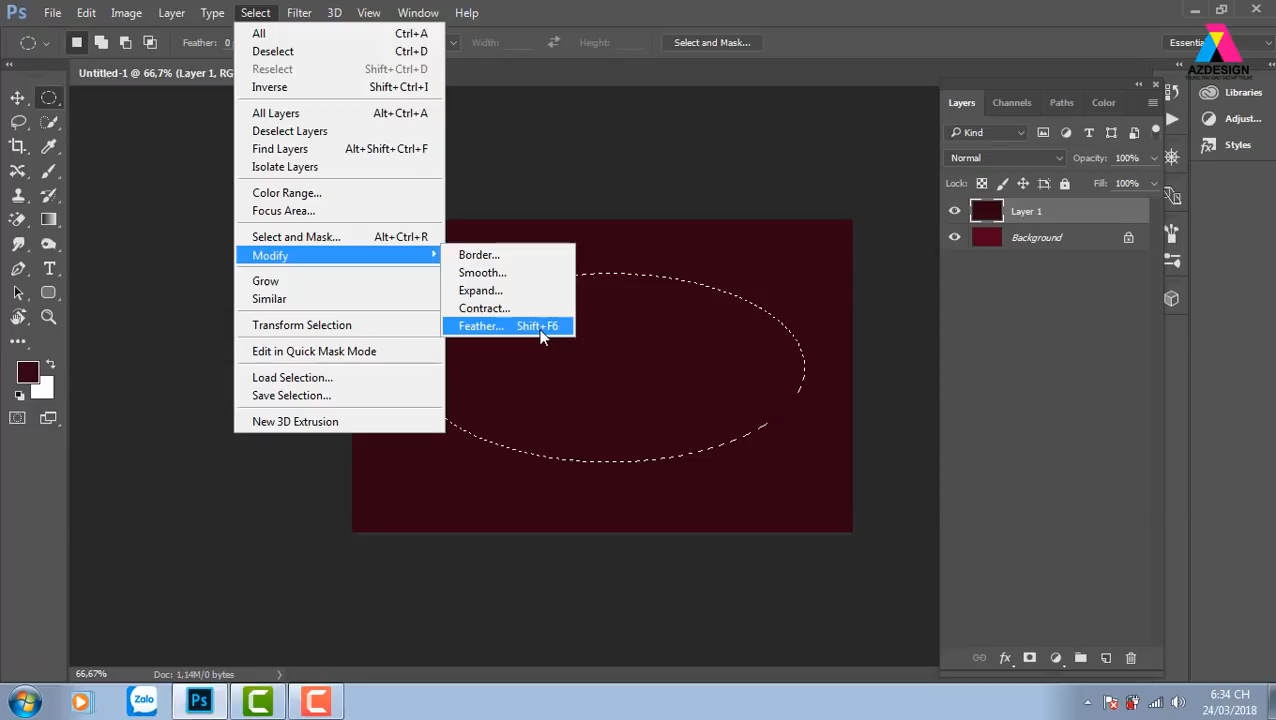 Ps File Edit Image Layer Type Select Filter 3D View Window Help
Feather: 0 Width: Height: Select and Mask... Essenti
AZDESIGN
Untitled-1 @ 66,7% (Layer 1, RG
All Ctrl+A
Deselect Ctrl+D
Reselect Shift+Ctrl+D
Inverse Shift+Ctrl+I
All Layers Alt+Ctrl+A
Deselect Layers
Find Layers Alt+Shift+Ctrl+F
Isolate Layers
Color Range...
Focus Area...
Select and Mask... Alt+Ctrl+R
Modify
Grow
Similar
Transform Selection
Edit in Quick Mask Mode
Load Selection...
Save Selection...
New 3D Extrusion
Border...
Smooth...
Expand...
Contract...
Feather... Shift+F6
Layers Channels Paths Color
Kind
Normal Opacity: 100%
Lock: Fill: 100%
Layer 1
Background
Libraries
Adjust...
Styles
66,67% Doc: 1,14M/0 bytes
Zalo Ps
6:34 CH
24/03/2018